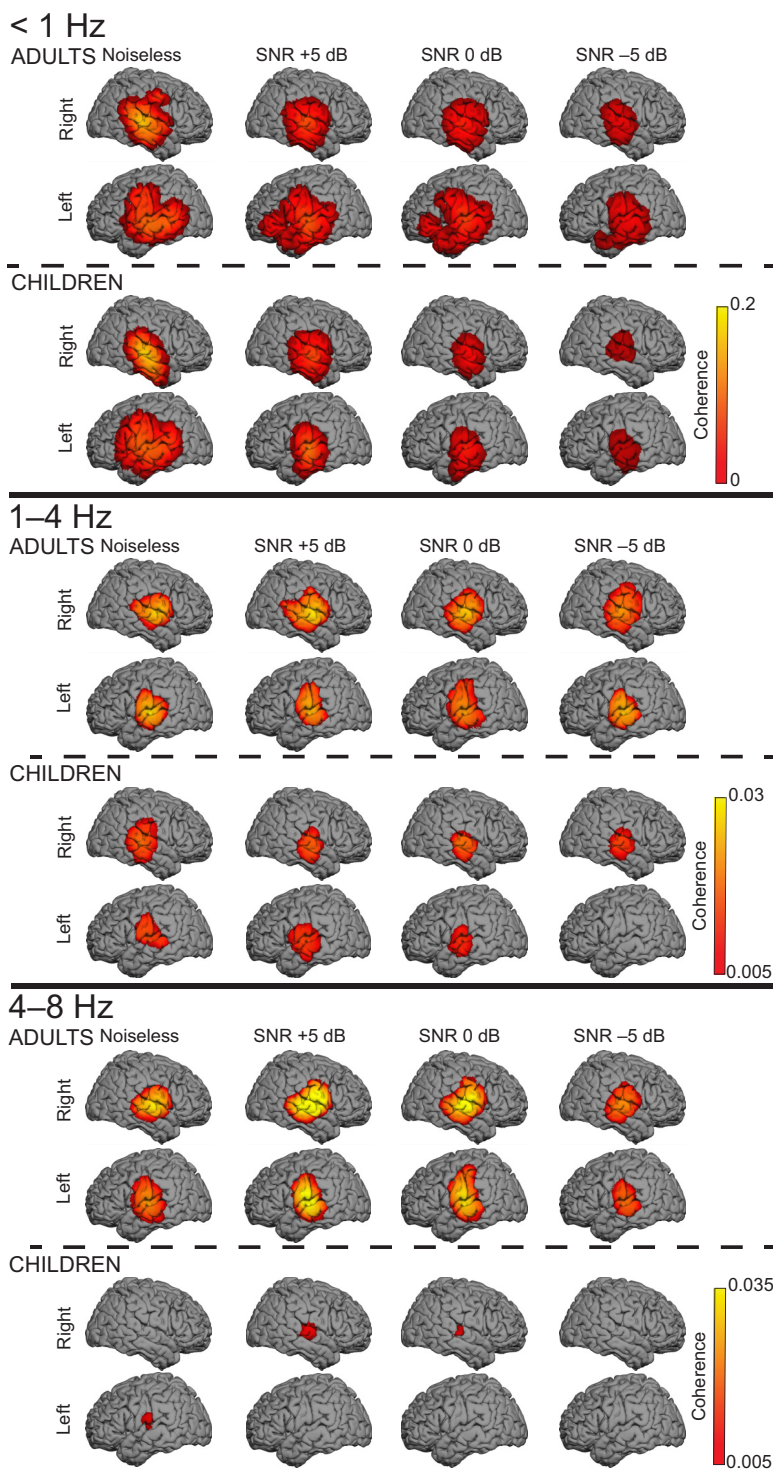 < 1 Hz
ADULTS Noiseless SNR +5 dB SNR 0 dB SNR –5 dB
Right
Left
CHILDREN
Right
Left
0.2
Coherence
0
1–4 Hz
ADULTS Noiseless SNR +5 dB SNR 0 dB SNR –5 dB
Right
Left
CHILDREN
Right
Left
0.03
Coherence
0.005
4–8 Hz
ADULTS Noiseless SNR +5 dB SNR 0 dB SNR –5 dB
Right
Left
CHILDREN
Right
Left
0.035
Coherence
0.005